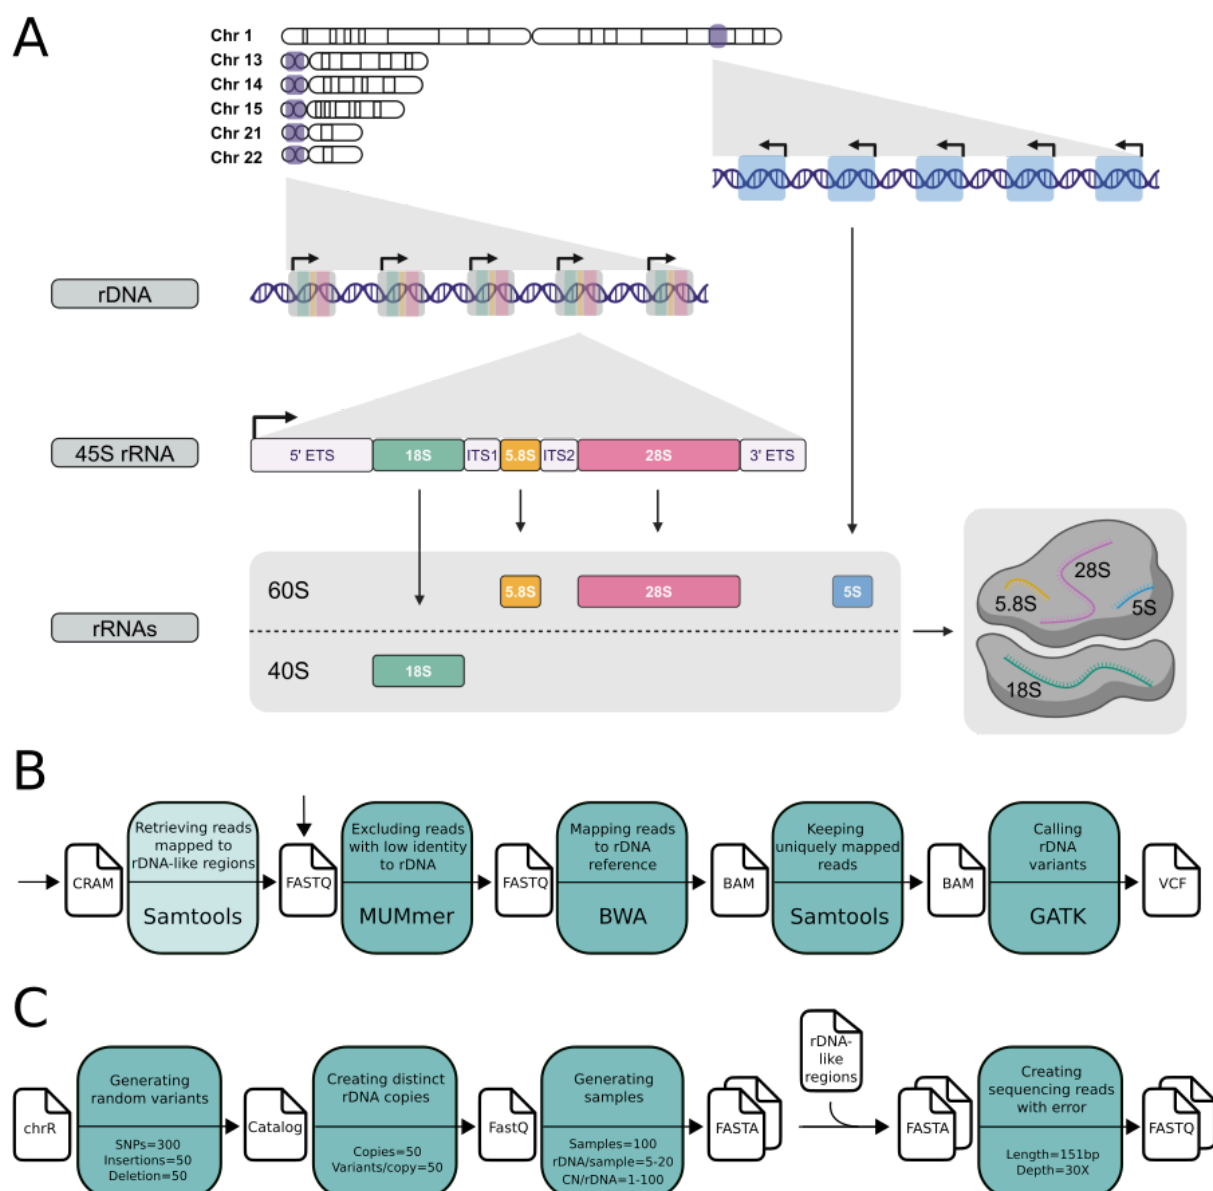 A
Chr 1
Chr 13
Chr 14
Chr 15
Chr 21
Chr 22
rDNA
45S rRNA
5' ETS 18S ITS1 5.8S ITS2 28S 3' ETS
rRNAs
60S 5.8S 28S 5S
40S 18S
28S
5.8S
5S
18S
B
CRAM
Retrieving reads
mapped to
rDNA-like regions
Samtools
FASTQ
Excluding reads
with low identity
to rDNA
MUMmer
FASTQ
Mapping reads
to rDNA
reference
BWA
BAM
Keeping
uniquely mapped
reads
Samtools
BAM
Calling
rDNA
variants
GATK
VCF
C
chrR
Generating
random variants
SNPs=300
Insertions=50
Deletion=50
Catalog
Creating distinct
rDNA copies
Copies=50
Variants/copy=50
FastQ
Generating
samples
Samples=100
rDNA/sample=5-20
CN/rDNA=1-100
FASTA
rDNA-
like
regions
FASTA
Creating
sequencing reads
with error
Length=151bp
Depth=30X
FASTQ